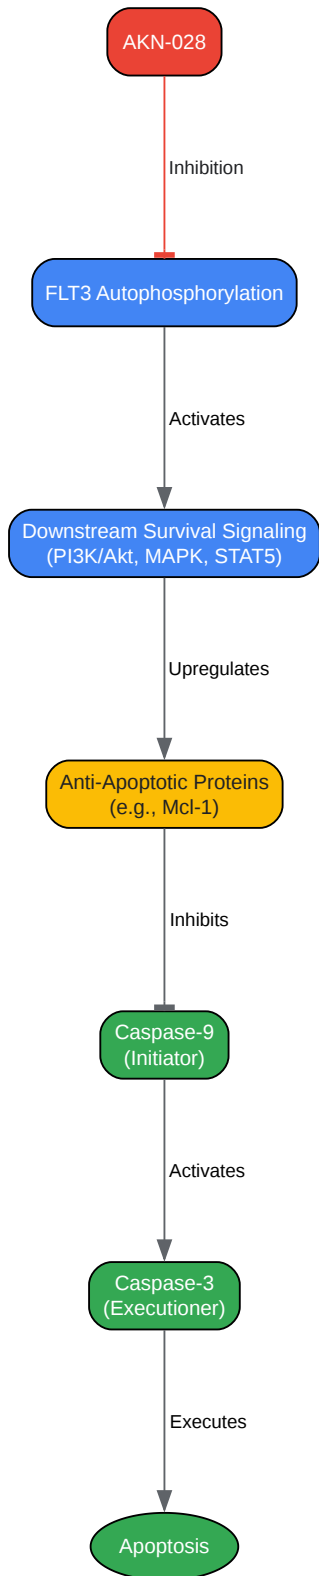 AKN-028
Inhibition
FLT3 Autophosphorylation
Activates
Downstream Survival Signaling
(PI3K/Akt, MAPK, STAT5)
Upregulates
Anti-Apoptotic Proteins
(e.g., Mcl-1)
Inhibits
Caspase-9
(Initiator)
Activates
Caspase-3
(Executioner)
Executes
Apoptosis